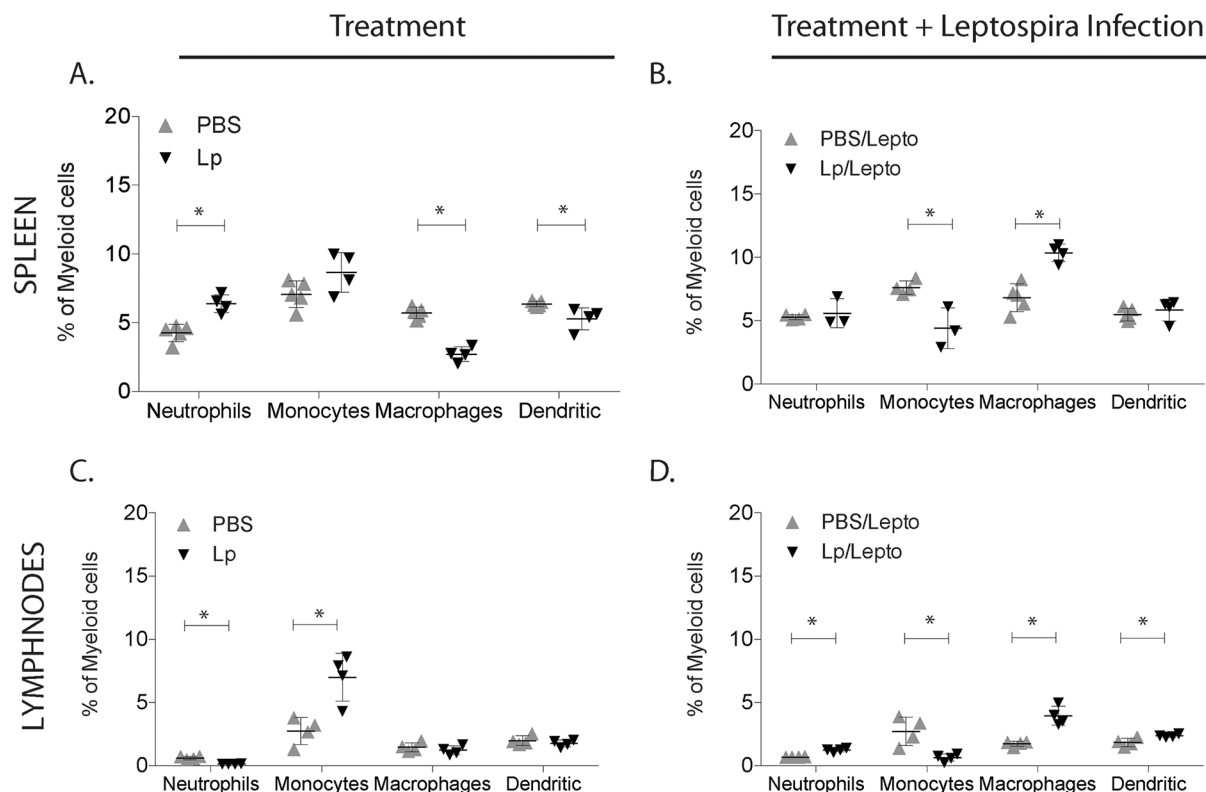 Treatment
Treatment + Leptospira Infection
A.
B.
SPLEEN
% of Myeloid cells
20
15
10
5
0
PBS
Lp
*
*
*
Neutrophils Monocytes Macrophages Dendritic
% of Myeloid cells
20
15
10
5
0
PBS/Lepto
Lp/Lepto
*
*
Neutrophils Monocytes Macrophages Dendritic
C.
D.
LYMPHNODES
% of Myeloid cells
20
15
10
5
0
PBS
Lp
*
*
Neutrophils Monocytes Macrophages Dendritic
% of Myeloid cells
20
15
10
5
0
PBS/Lepto
Lp/Lepto
*
*
*
*
Neutrophils Monocytes Macrophages Dendritic